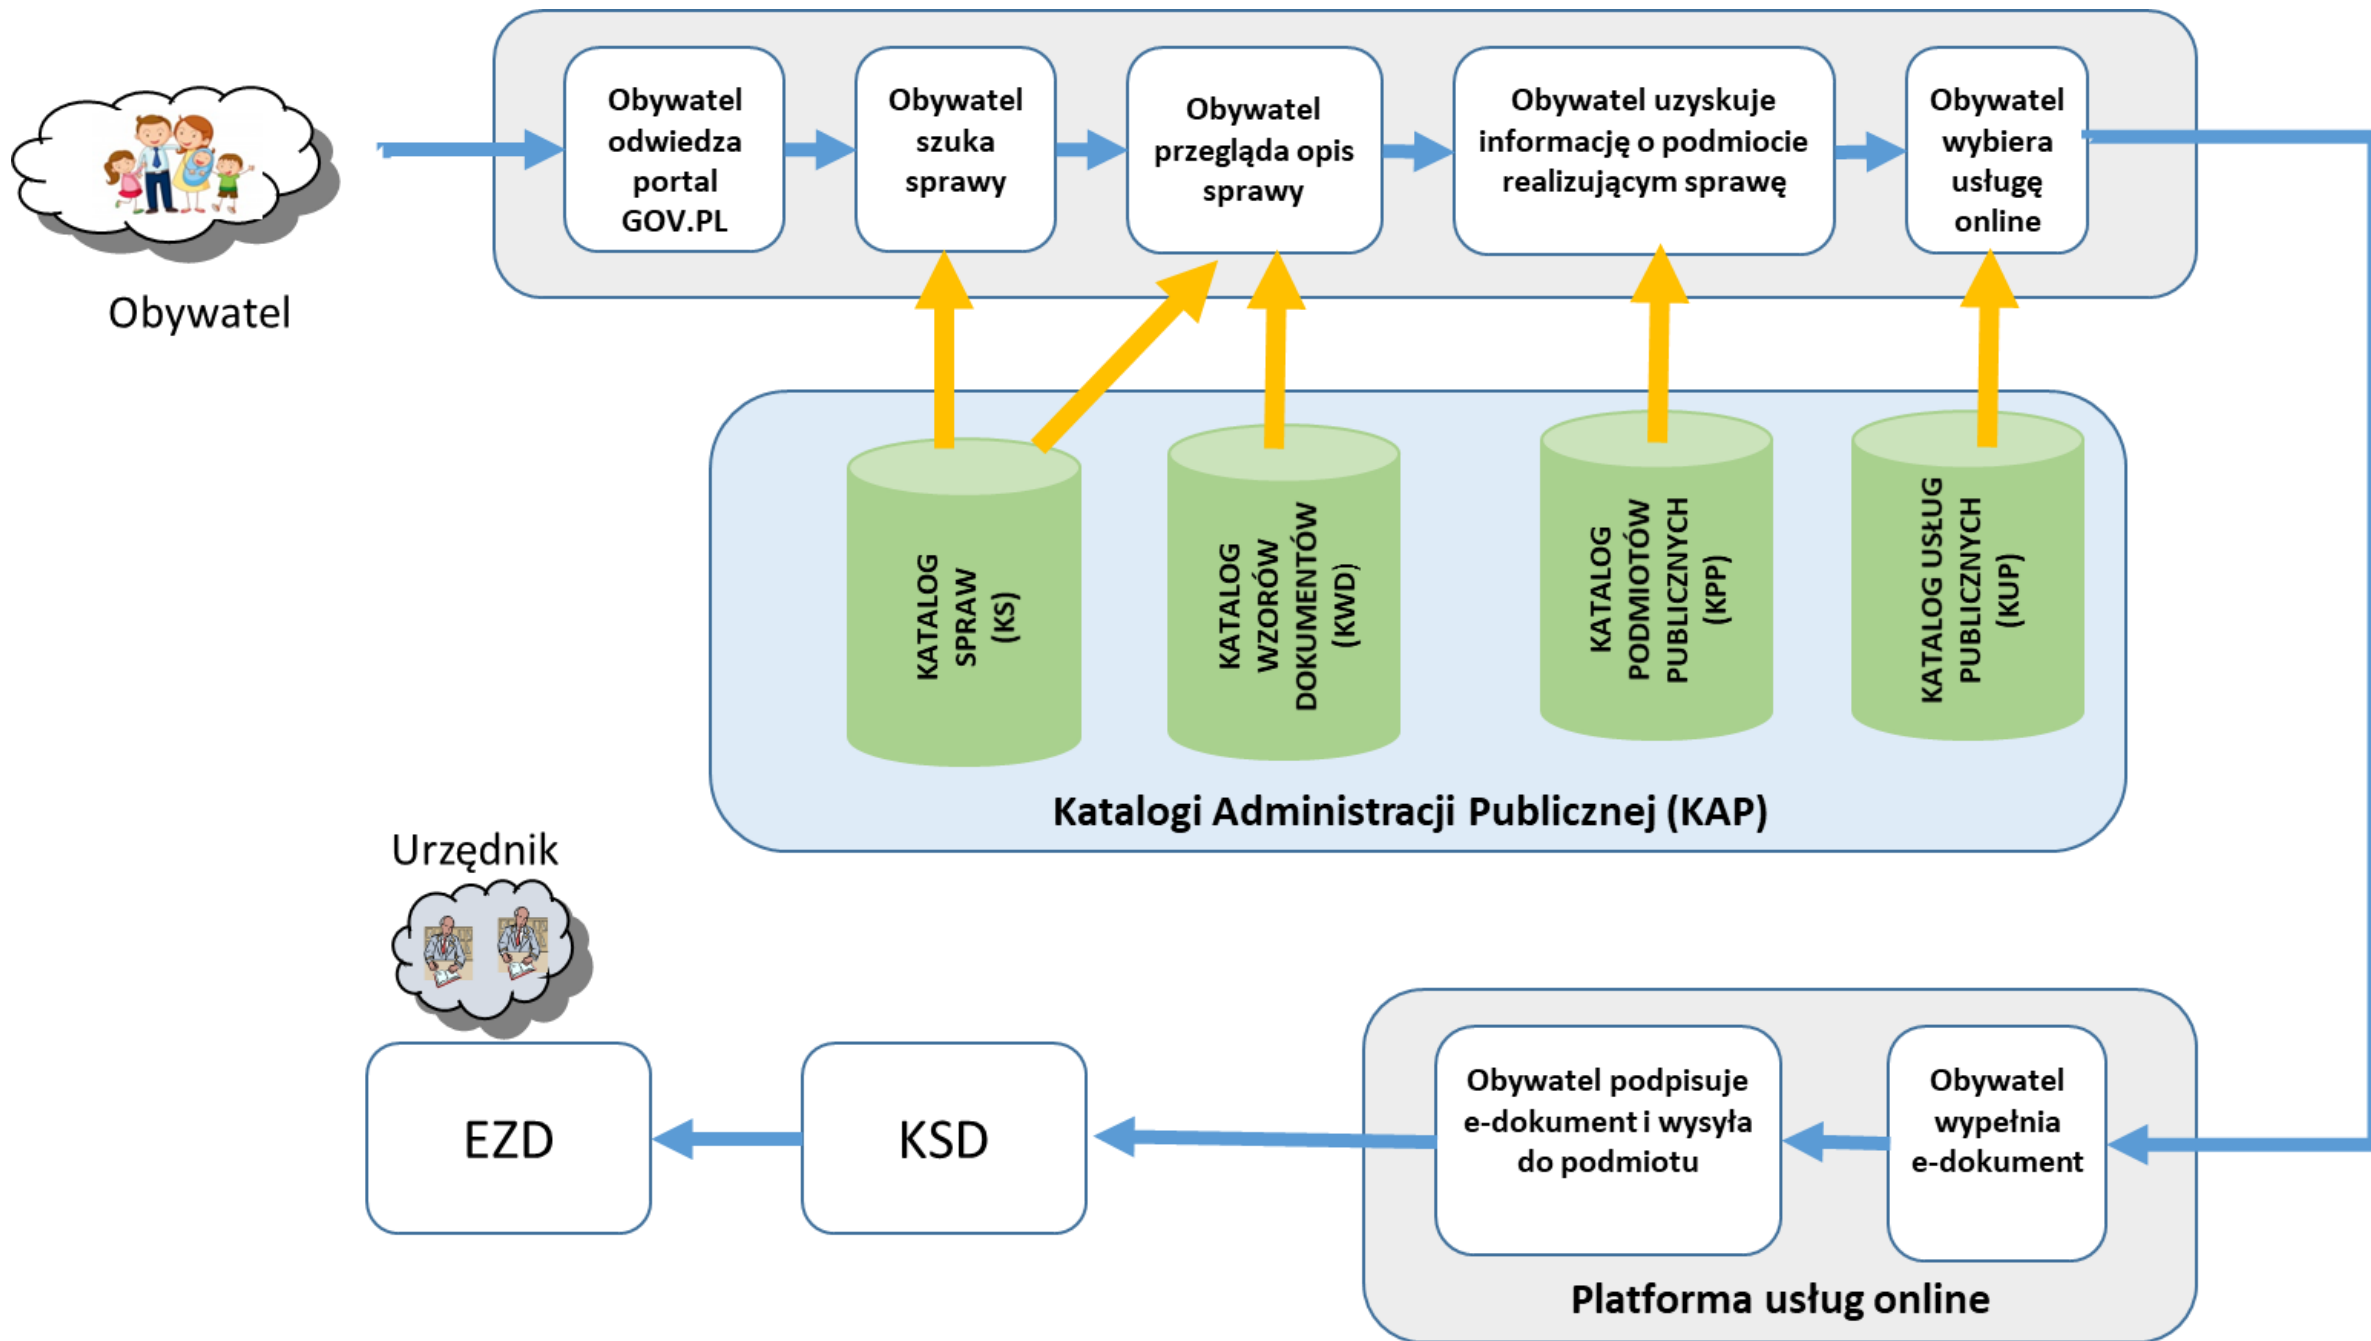 Obywatel
odwiedza
portal
GOV.PL
Obywatel
szuka
sprawy
Obywatel
przegląda opis
sprawy
Obywatel uzyskuje
informację o podmiocie
realizującym sprawę
Obywatel
wybiera
usługę
online
Obywatel
KATALOG
SPRAW
(KS)
KATALOG
WZORÓW
DOKUMENTÓW
(KWD)
KATALOG
PODMIOTÓW
PUBLICZNYCH
(KPP)
KATALOG USŁUG
PUBLICZNYCH
(KUP)
Katalogi Administracji Publicznej (KAP)
Urzędnik
EZD
KSD
Obywatel podpisuje
e-dokument i wysyła
do podmiotu
Obywatel
wypełnia
e-dokument
Platforma usług online